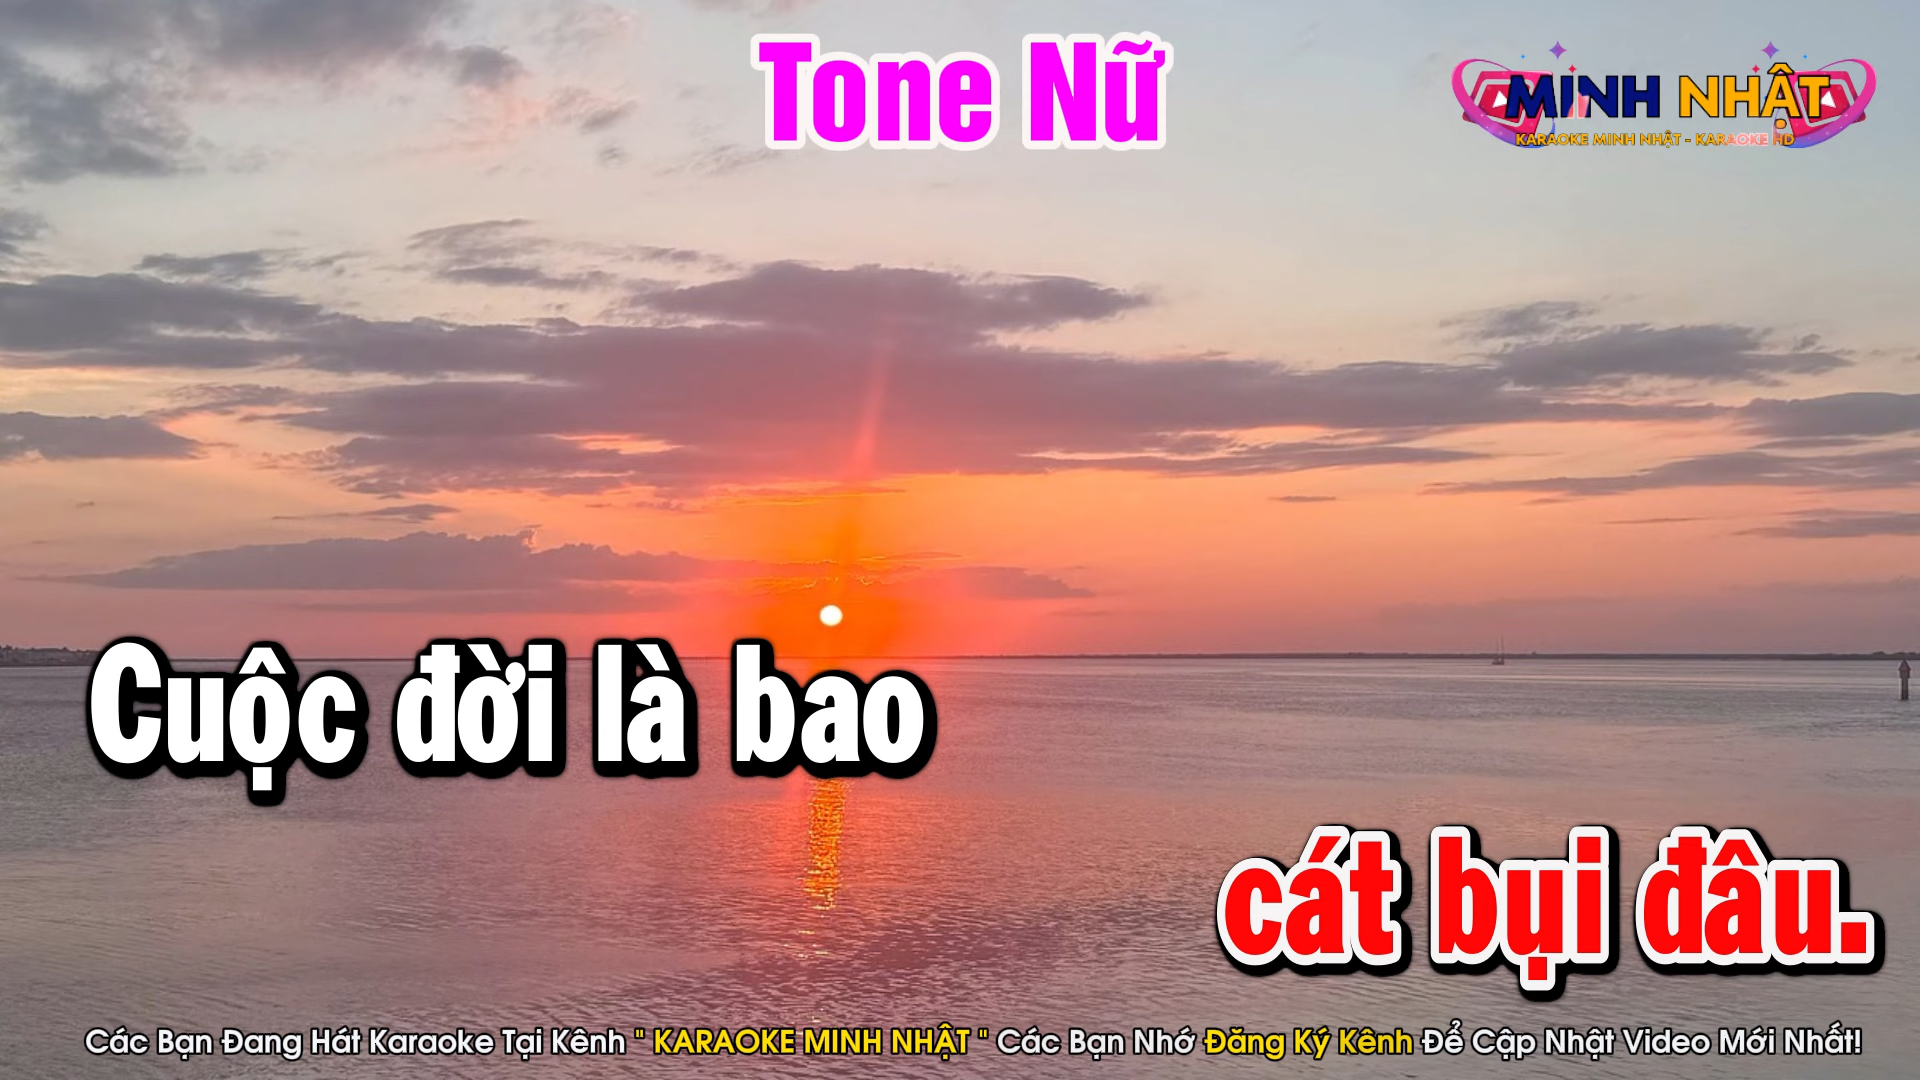 Tone Nữ
MINH NHẬT
KARAOKE MINH NHẬT - KARAOKE HD
Cuộc đời là bao
cát bụi đâu.
Các Bạn Đang Hát Karaoke Tại Kênh " KARAOKE MINH NHẬT " Các Bạn Nhớ Đăng Ký Kênh Để Cập Nhật Video Mới Nhất!